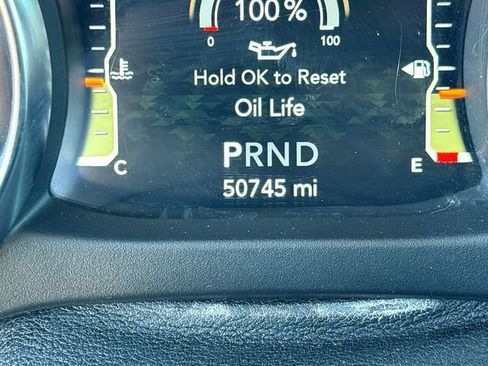 100%
0 100
Hold OK to Reset
Oil Life
C PRND E
50745 mi